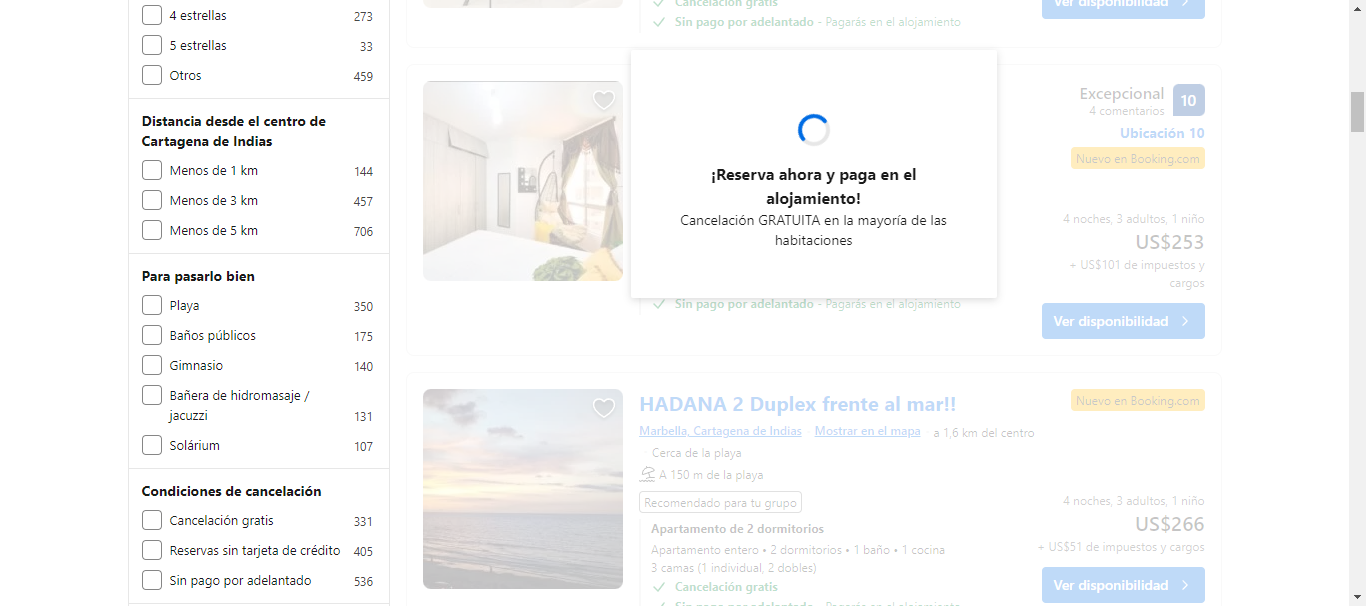 4 estrellas 273
5 estrellas 33
Otros 459
Distancia desde el centro de
Cartagena de Indias
Menos de 1 km 144
Menos de 3 km 457
Menos de 5 km 706
Para pasarlo bien
Playa 350
Baños públicos 175
Gimnasio 140
Bañera de hidromasaje /
jacuzzi 131
Solárium 107
Condiciones de cancelación
Cancelación gratis 331
Reservas sin tarjeta de crédito 405
Sin pago por adelantado 536
Cancelación gratis
Sin pago por adelantado - Pagarás en el alojamiento
Ver disponibilidad
¡Reserva ahora y paga en el
alojamiento!
Cancelación GRATUITA en la mayoría de las
habitaciones
Excepcional 10
4 comentarios
Ubicación 10
Nuevo en Booking.com
4 noches, 3 adultos, 1 niño
US$253
+ US$101 de impuestos y
cargos
Sin pago por adelantado - Pagarás en el alojamiento
Ver disponibilidad
HADANA 2 Duplex frente al mar!!
Nuevo en Booking.com
Marbella, Cartagena de Indias Mostrar en el mapa a 1,6 km del centro
Cerca de la playa
A 150 m de la playa
Recomendado para tu grupo
Apartamento de 2 dormitorios
Apartamento entero • 2 dormitorios • 1 baño • 1 cocina
3 camas (1 individual, 2 dobles)
Cancelación gratis
Sin pago por adelantado - Pagarás en el alojamiento
4 noches, 3 adultos, 1 niño
US$266
+ US$51 de impuestos y cargos
Ver disponibilidad